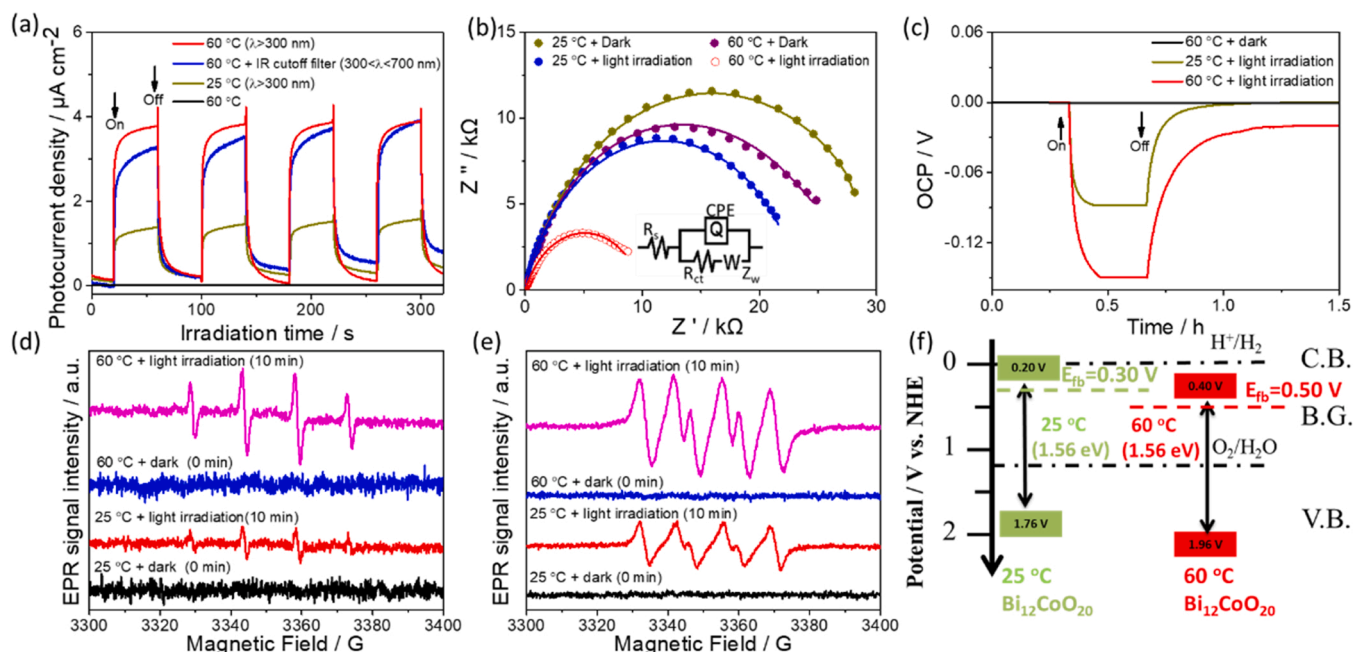 (a)
Photocurrent density / µA cm⁻²
6
4
2
0
60 °C (λ>300 nm)
60 °C + IR cutoff filter (300<λ<700 nm)
25 °C (λ>300 nm)
60 °C
On
Off
0
100
200
300
Irradiation time / s
(b)
Z '' / kΩ
15
10
5
0
25 °C + Dark
60 °C + Dark
25 °C + light irradiation
60 °C + light irradiation
CPE
Q
Rs
Rct
W
Zw
0
10
20
30
Z ' / kΩ
(c)
60 °C + dark
25 °C + light irradiation
60 °C + light irradiation
OCP / V
0.06
0.00
-0.06
-0.12
On
Off
0.0
0.5
1.0
1.5
Time / h
(d)
EPR signal intensity / a.u.
60 °C + light irradiation (10 min)
60 °C + dark (0 min)
25 °C + light irradiation (10 min)
25 °C + dark (0 min)
3300
3320
3340
3360
3380
3400
Magnetic Field / G
(e)
EPR signal intensity / a.u.
60 °C + light irradiation (10 min)
60 °C + dark (0 min)
25 °C + light irradiation (10 min)
25 °C + dark (0 min)
3300
3320
3340
3360
3380
3400
Magnetic Field / G
(f)
Potential / V vs. NHE
0
1
2
H⁺/H₂
C.B.
0.20 V
Efb=0.30 V
0.40 V
Efb=0.50 V
B.G.
25 °C
(1.56 eV)
60 °C
(1.56 eV)
O₂/H₂O
1.76 V
1.96 V
V.B.
25 °C
Bi₁₂CoO₂₀
60 °C
Bi₁₂CoO₂₀